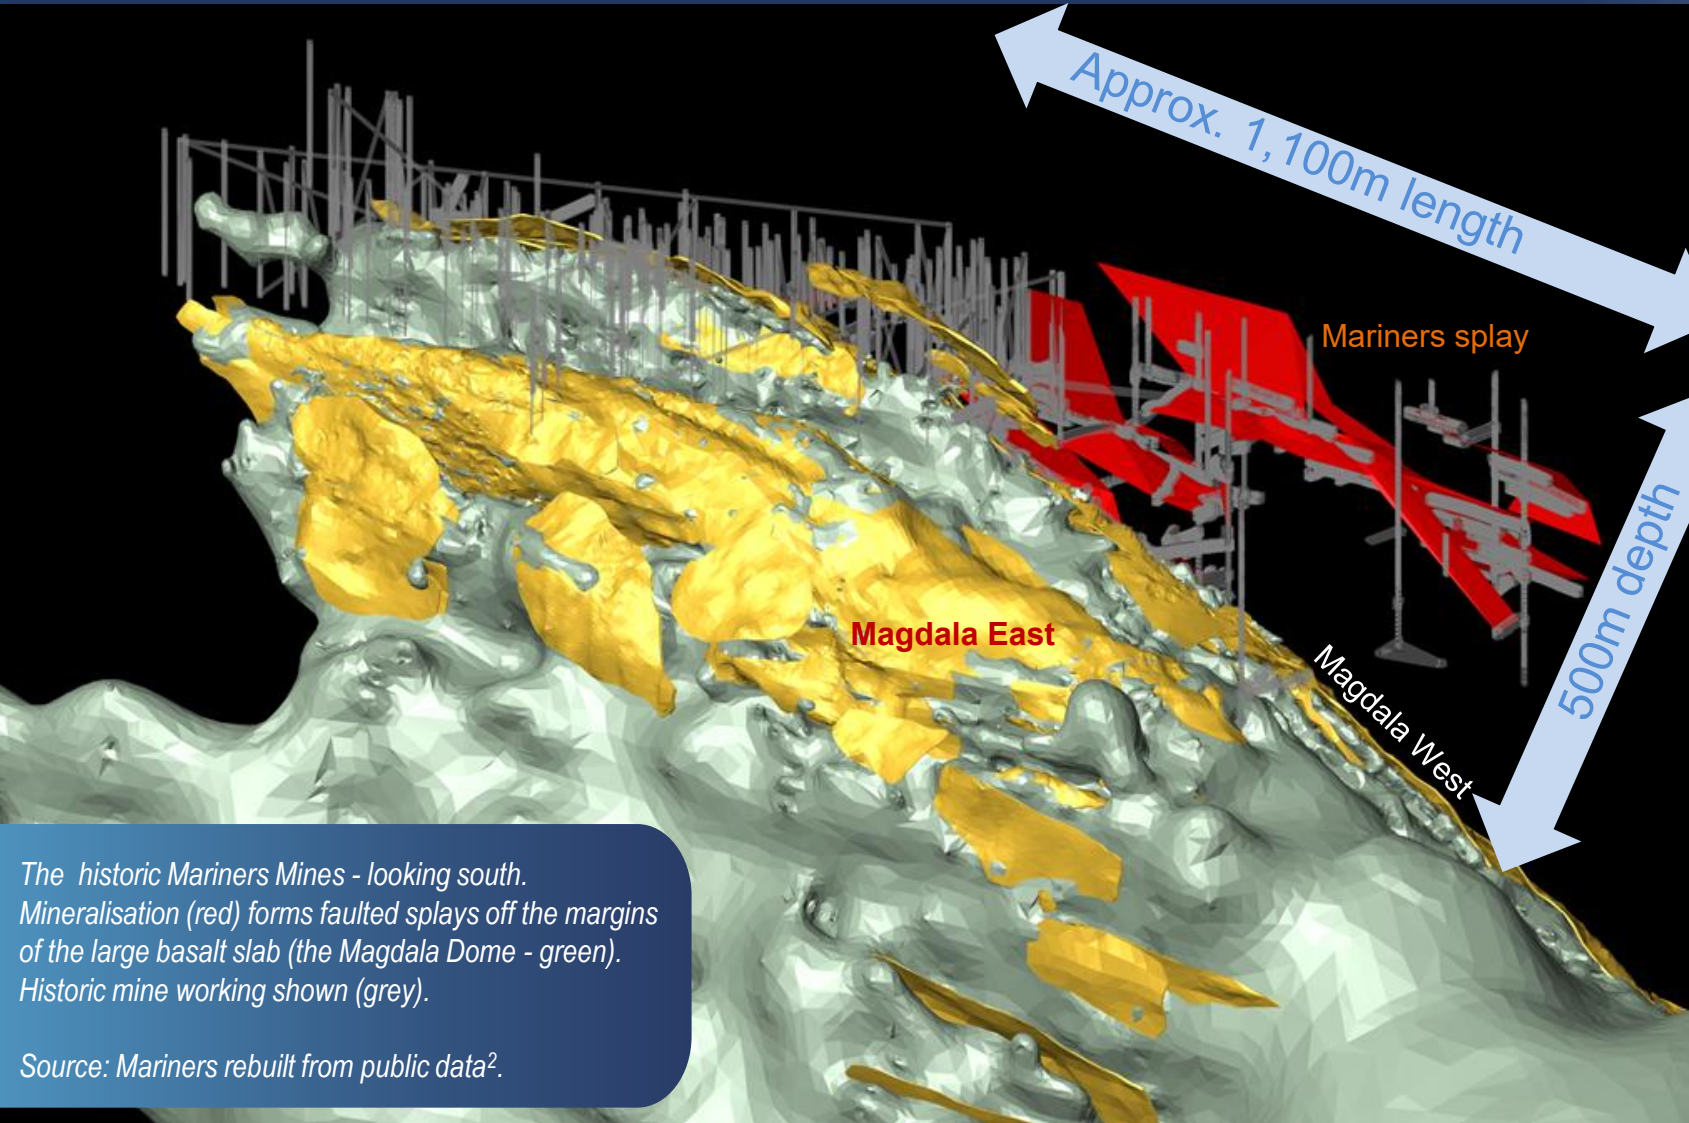 Approx. 1,100m length
Mariners splay
500m depth
Magdala East
Magdala West
The  historic Mariners Mines - looking south.
Mineralisation (red) forms faulted splays off the margins
of the large basalt slab (the Magdala Dome - green).
Historic mine working shown (grey).
Source: Mariners rebuilt from public data².